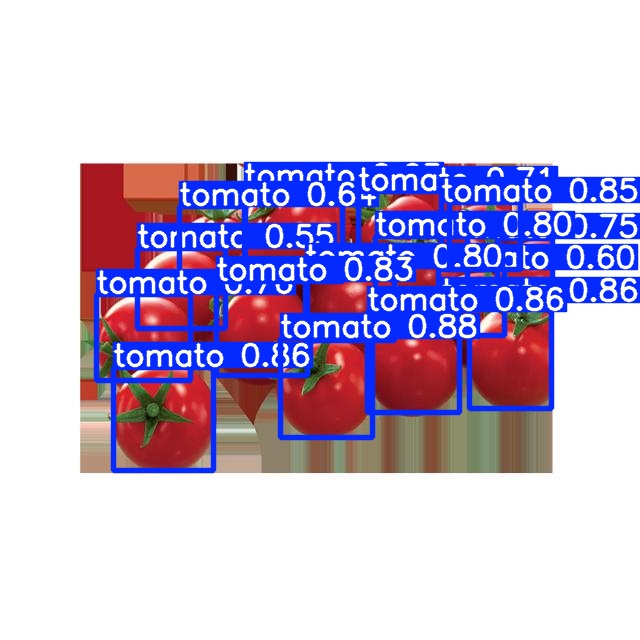 tomato
tomato 0.71
tomato 0.85
tomato 0.64
tomato 0.80
0.75
tomato 0.55
tomato 0.80
0.60
tomato 0.83
tomato
0.86
tomato 0.86
tomato 0.88
tomato 0.86